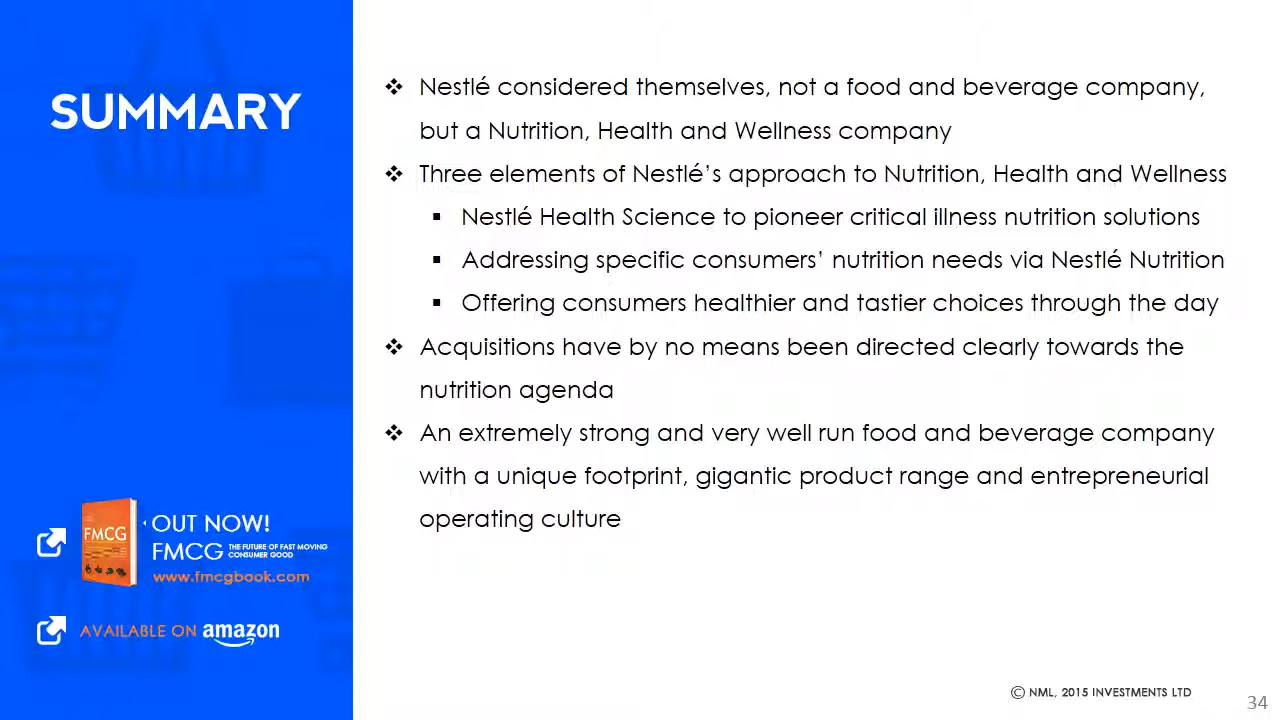 SUMMARY
❖ Nestlé considered themselves, not a food and beverage company,
but a Nutrition, Health and Wellness company
❖ Three elements of Nestlé's approach to Nutrition, Health and Wellness
▪ Nestlé Health Science to pioneer critical illness nutrition solutions
▪ Addressing specific consumers' nutrition needs via Nestlé Nutrition
▪ Offering consumers healthier and tastier choices through the day
❖ Acquisitions have by no means been directed clearly towards the
nutrition agenda
❖ An extremely strong and very well run food and beverage company
with a unique footprint, gigantic product range and entrepreneurial
operating culture
FMCG
OUT NOW!
FMCG THE FUTURE OF FAST MOVING
CONSUMER GOOD
www.fmcgbook.com
AVAILABLE ON amazon
© NML, 2015 INVESTMENTS LTD
34